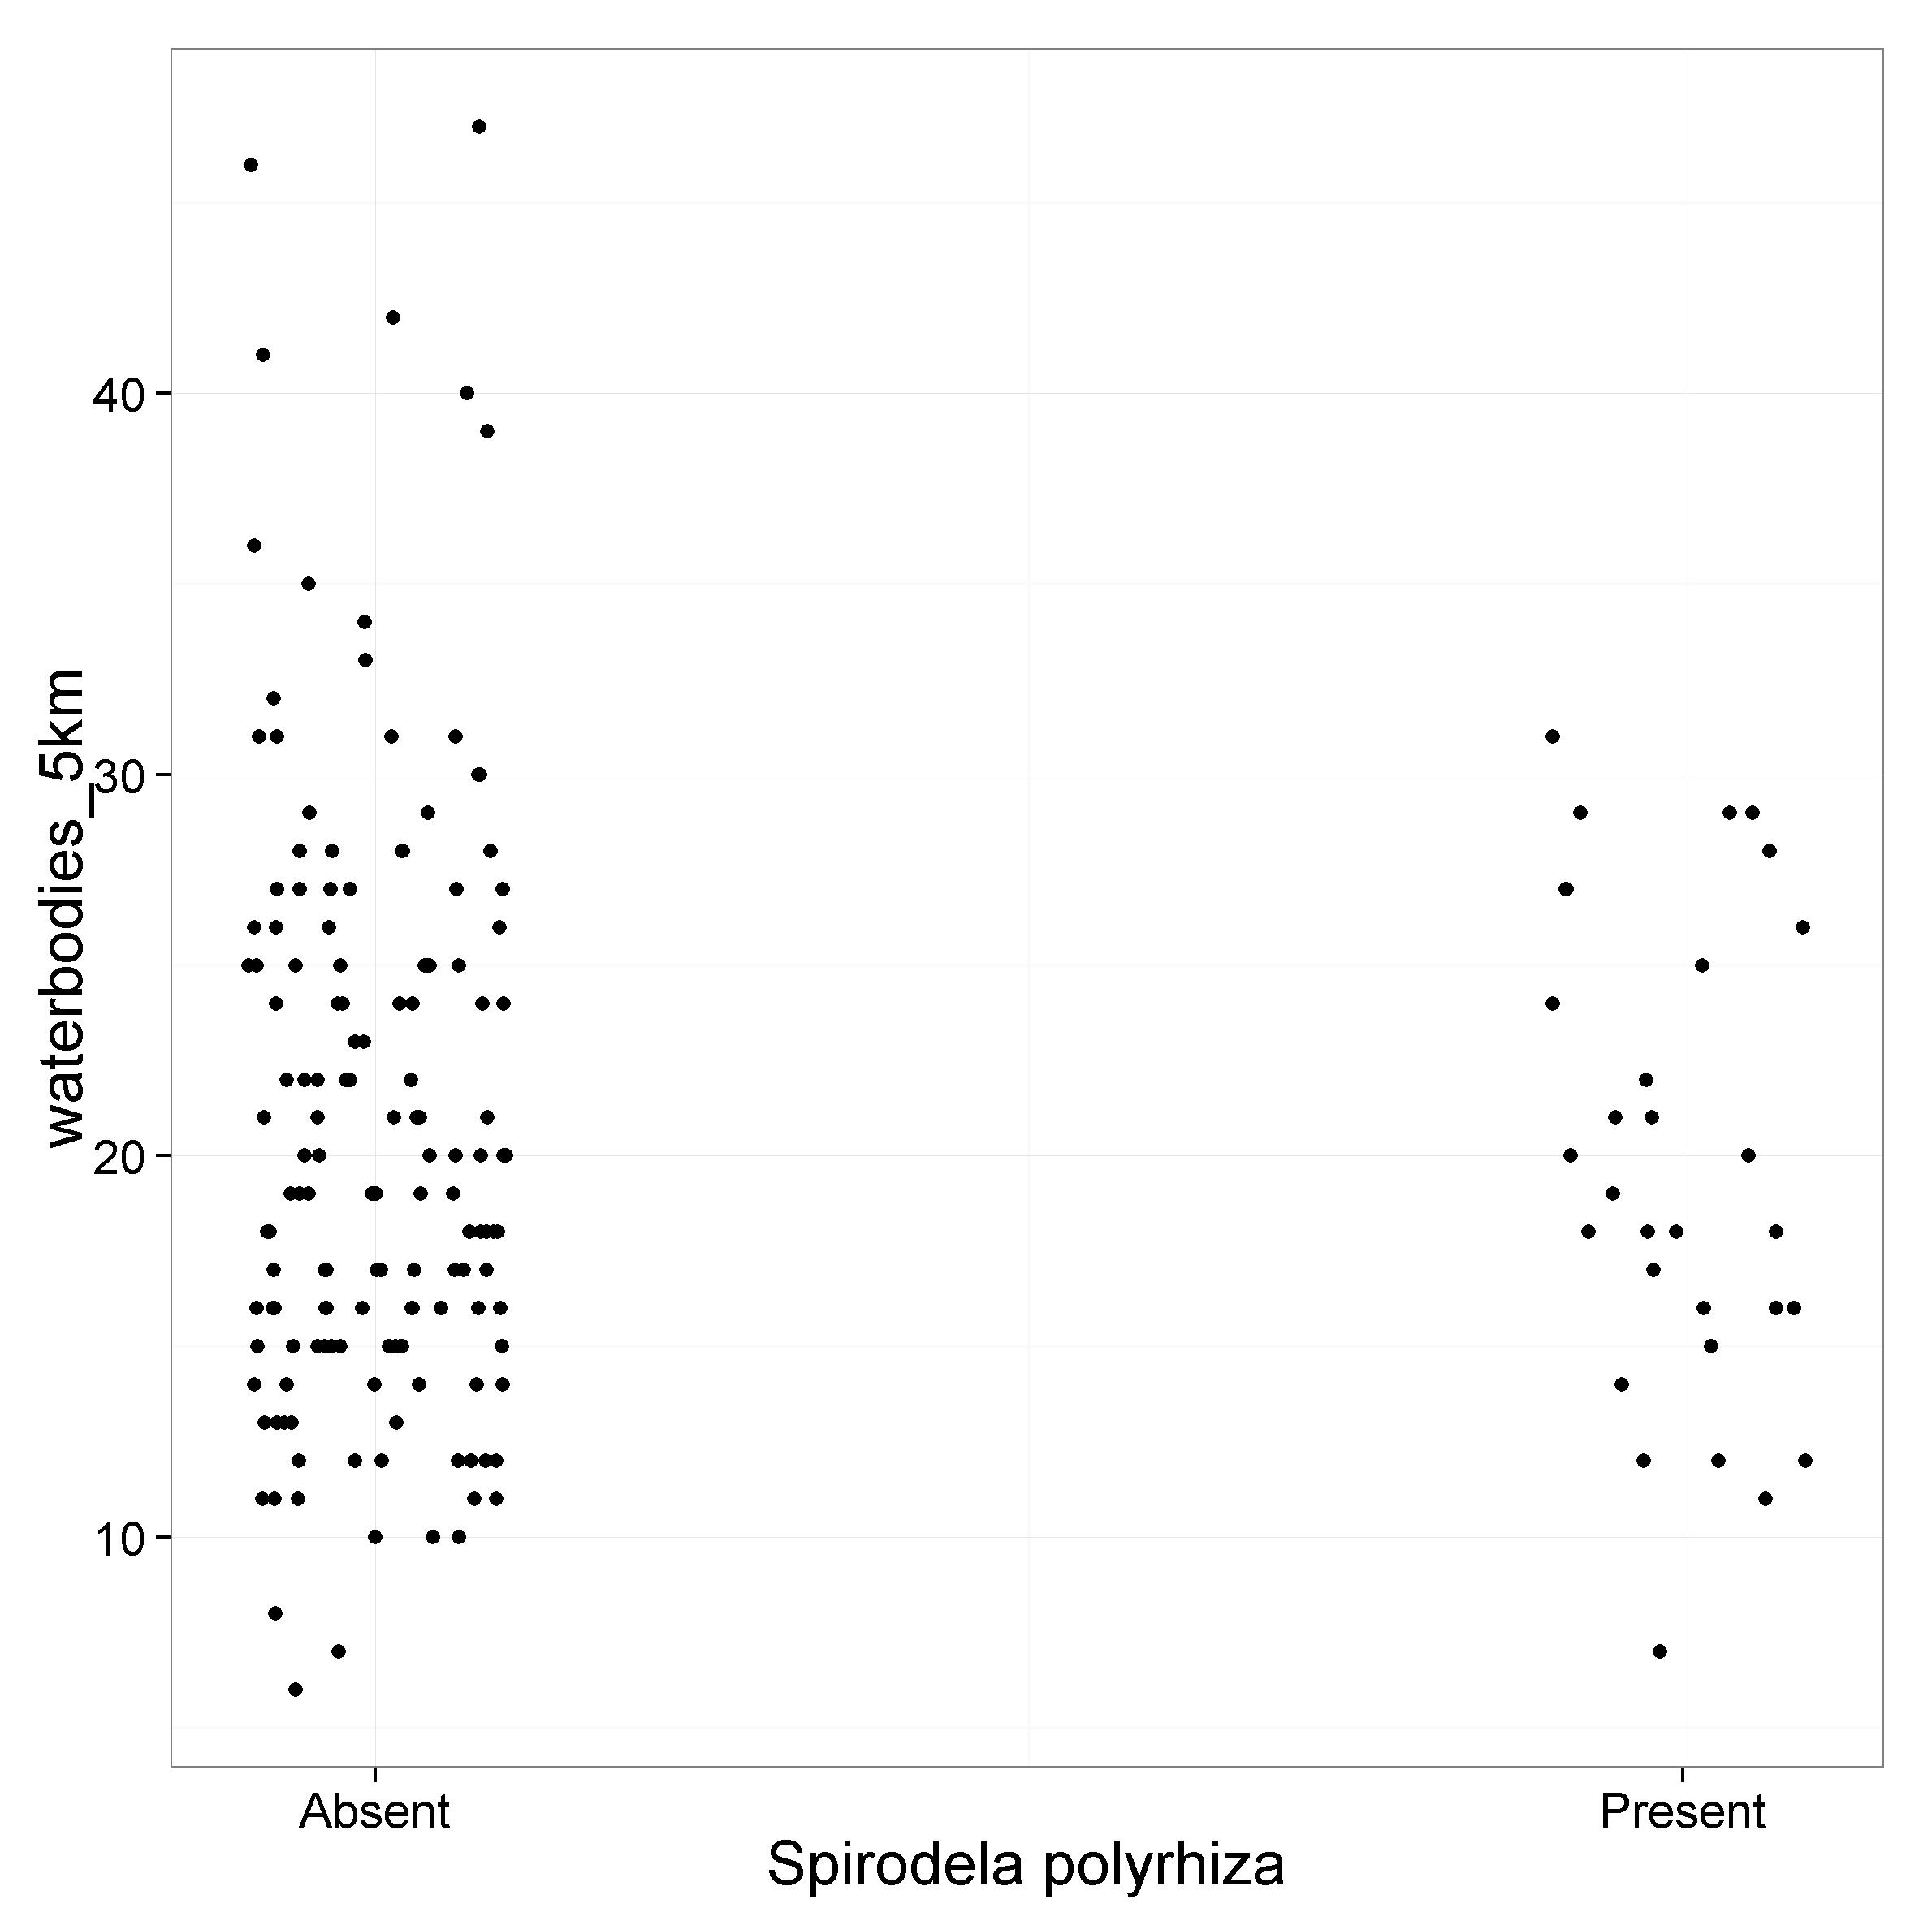 waterbodies_5km
40
30
20
10
Absent
Present
Spirodela polyrhiza